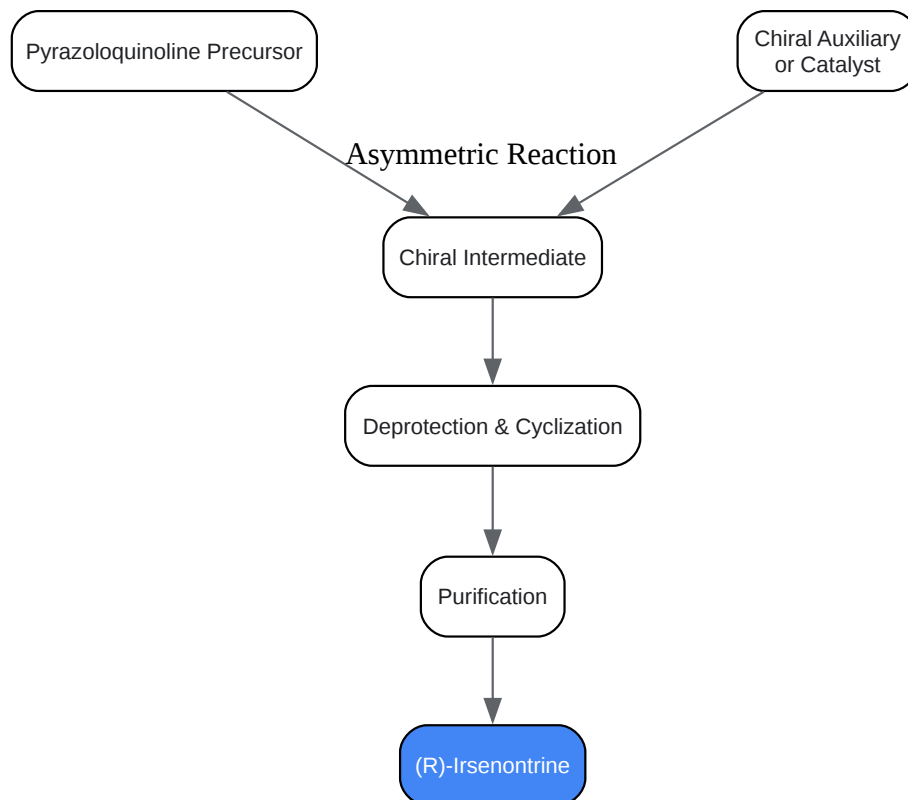 Pyrazoloquinoline Precursor
Chiral Auxiliary
or Catalyst
Asymmetric Reaction
Chiral Intermediate
Deprotection & Cyclization
Purification
(R)-Irsenontrine